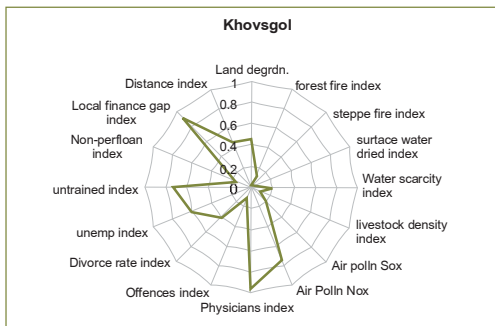 Khovsgol
Land degrdn.
forest fire index
steppe fire index
surtace water
dried index
Water scarcity
index
livestock density
index
Air polln Sox
Air Polln Nox
Physicians index
Offences index
Divorce rate index
unemp index
untrained index
Non-perfloan
index
Local finance gap
index
Distance index
1
0.8
0.6
0.4
0.2
0